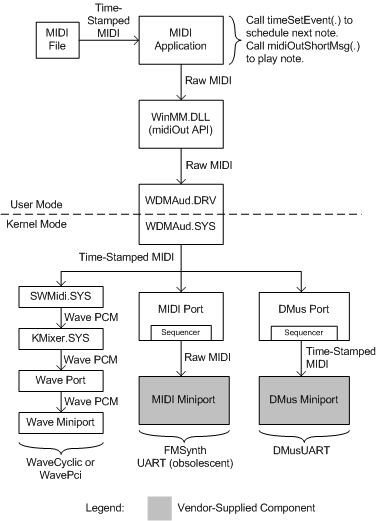 MIDI
File
Time-
Stamped
MIDI
MIDI
Application
Call timeSetEvent(.) to
schedule next note.
Call midiOutShortMsg(.)
to play note.
Raw MIDI
WinMM.DLL
(midiOut API)
Raw MIDI
WDMAud.DRV
User Mode
Kernel Mode
WDMAud.SYS
Time-Stamped MIDI
SWMidi.SYS
Wave PCM
KMixer.SYS
Wave PCM
Wave Port
Wave PCM
Wave Miniport
WaveCyclic or
WavePci
MIDI Port
Sequencer
Raw MIDI
MIDI Miniport
FMSynth
UART (obsolescent)
DMus Port
Sequencer
Time-Stamped
MIDI
DMus Miniport
DMusUART
Legend:
Vendor-Supplied Component